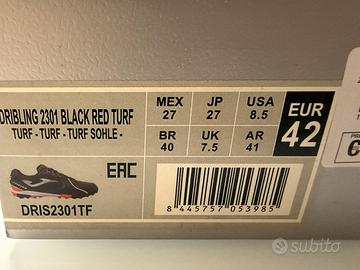 DRIBLING 2301 BLACK RED TURF
TURF - TURF - TURF SOHLE -
MEX 27
JP 27
USA 8.5
BR 40
UK 7.5
AR 41
EUR 42
EAC
DRIS2301TF
8 445757 053985
subito